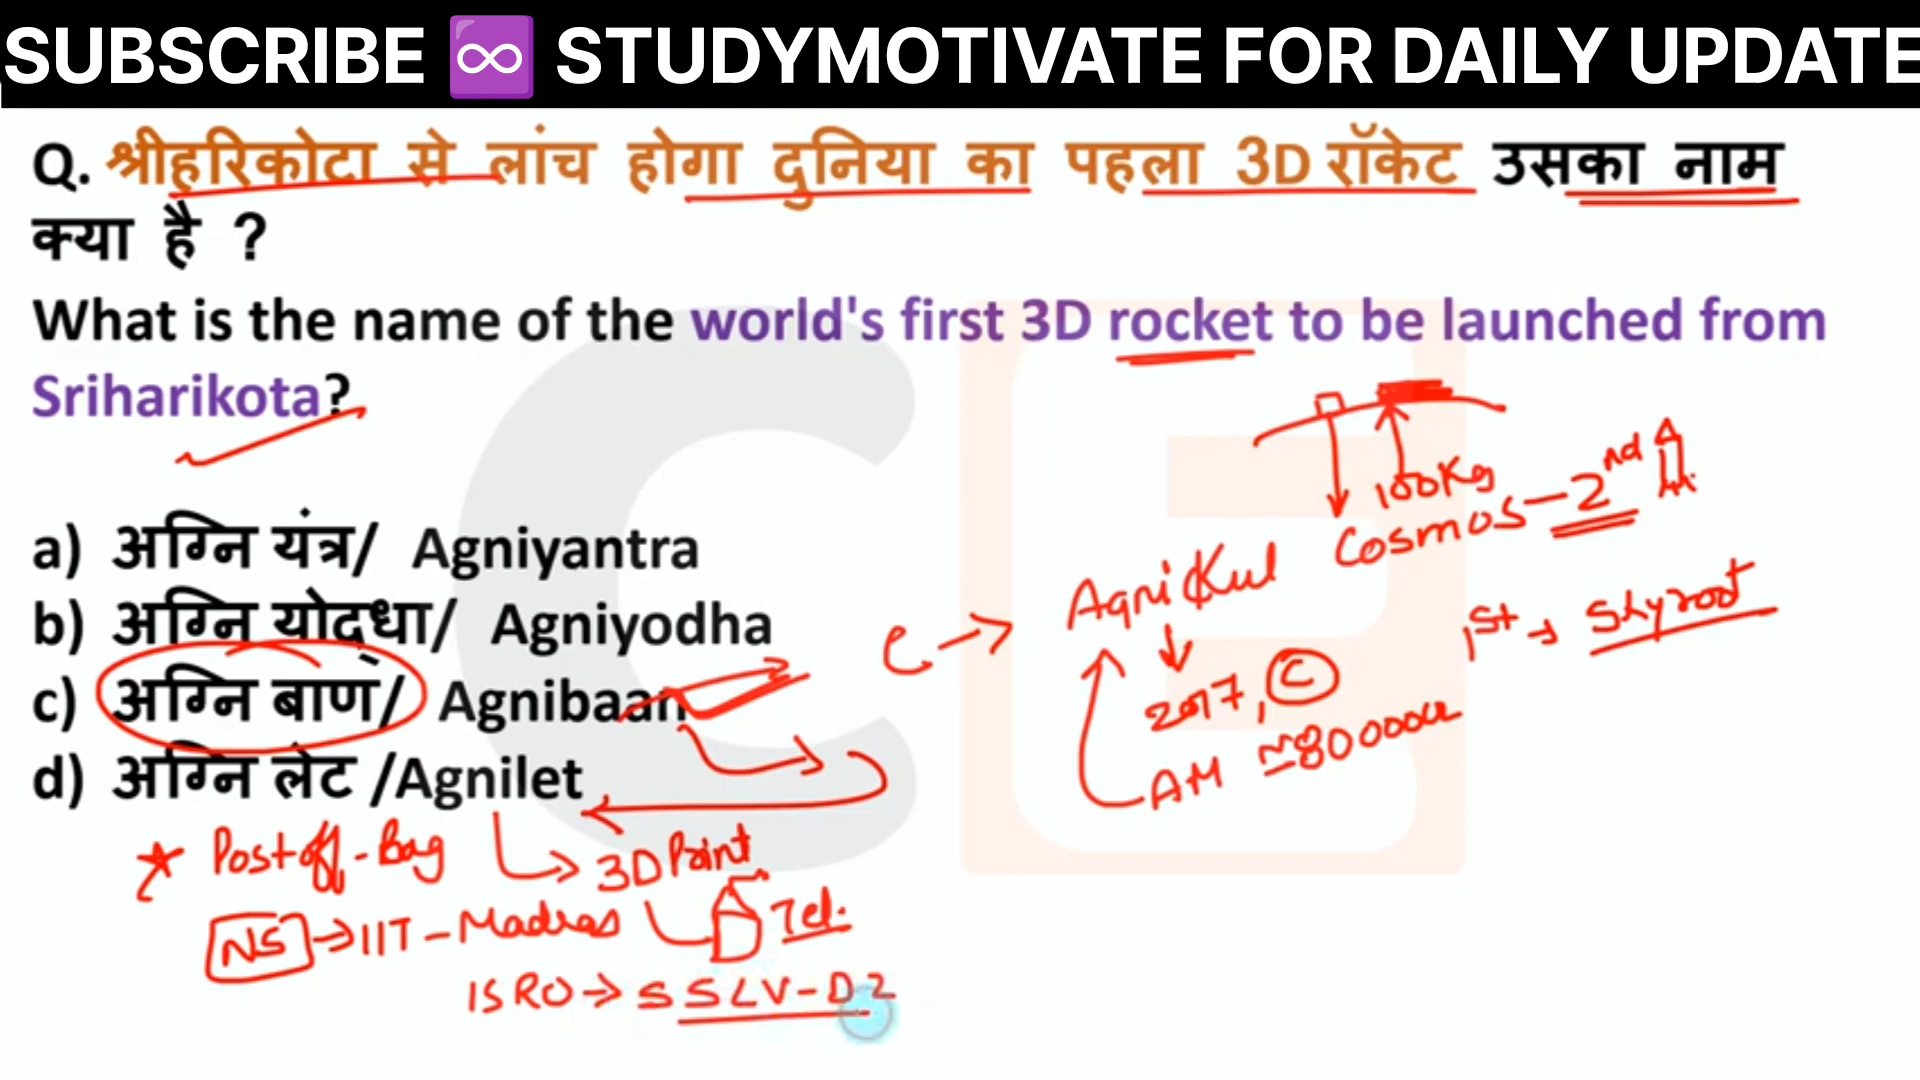 SUBSCRIBE ♾ STUDYMOTIVATE FOR DAILY UPDATE
Q. श्रीहरिकोटा से लांच होगा दुनिया का पहला 3D रॉकेट उसका नाम
क्या है ?
What is the name of the world's first 3D rocket to be launched from
Sriharikota?
a) अग्नि यंत्र/ Agniyantra
b) अग्नि योद्धा/ Agniyodha
c) अग्नि बाण/ Agnibaan
d) अग्नि लेट /Agnilet
100Kg
Cosmos-2nd
Agnikul
1st → Skyroot
2017, C
AM
Postoff-Bag
3D Print
NS → IIT-Madras
Tel.
ISRO → SSLV-D2